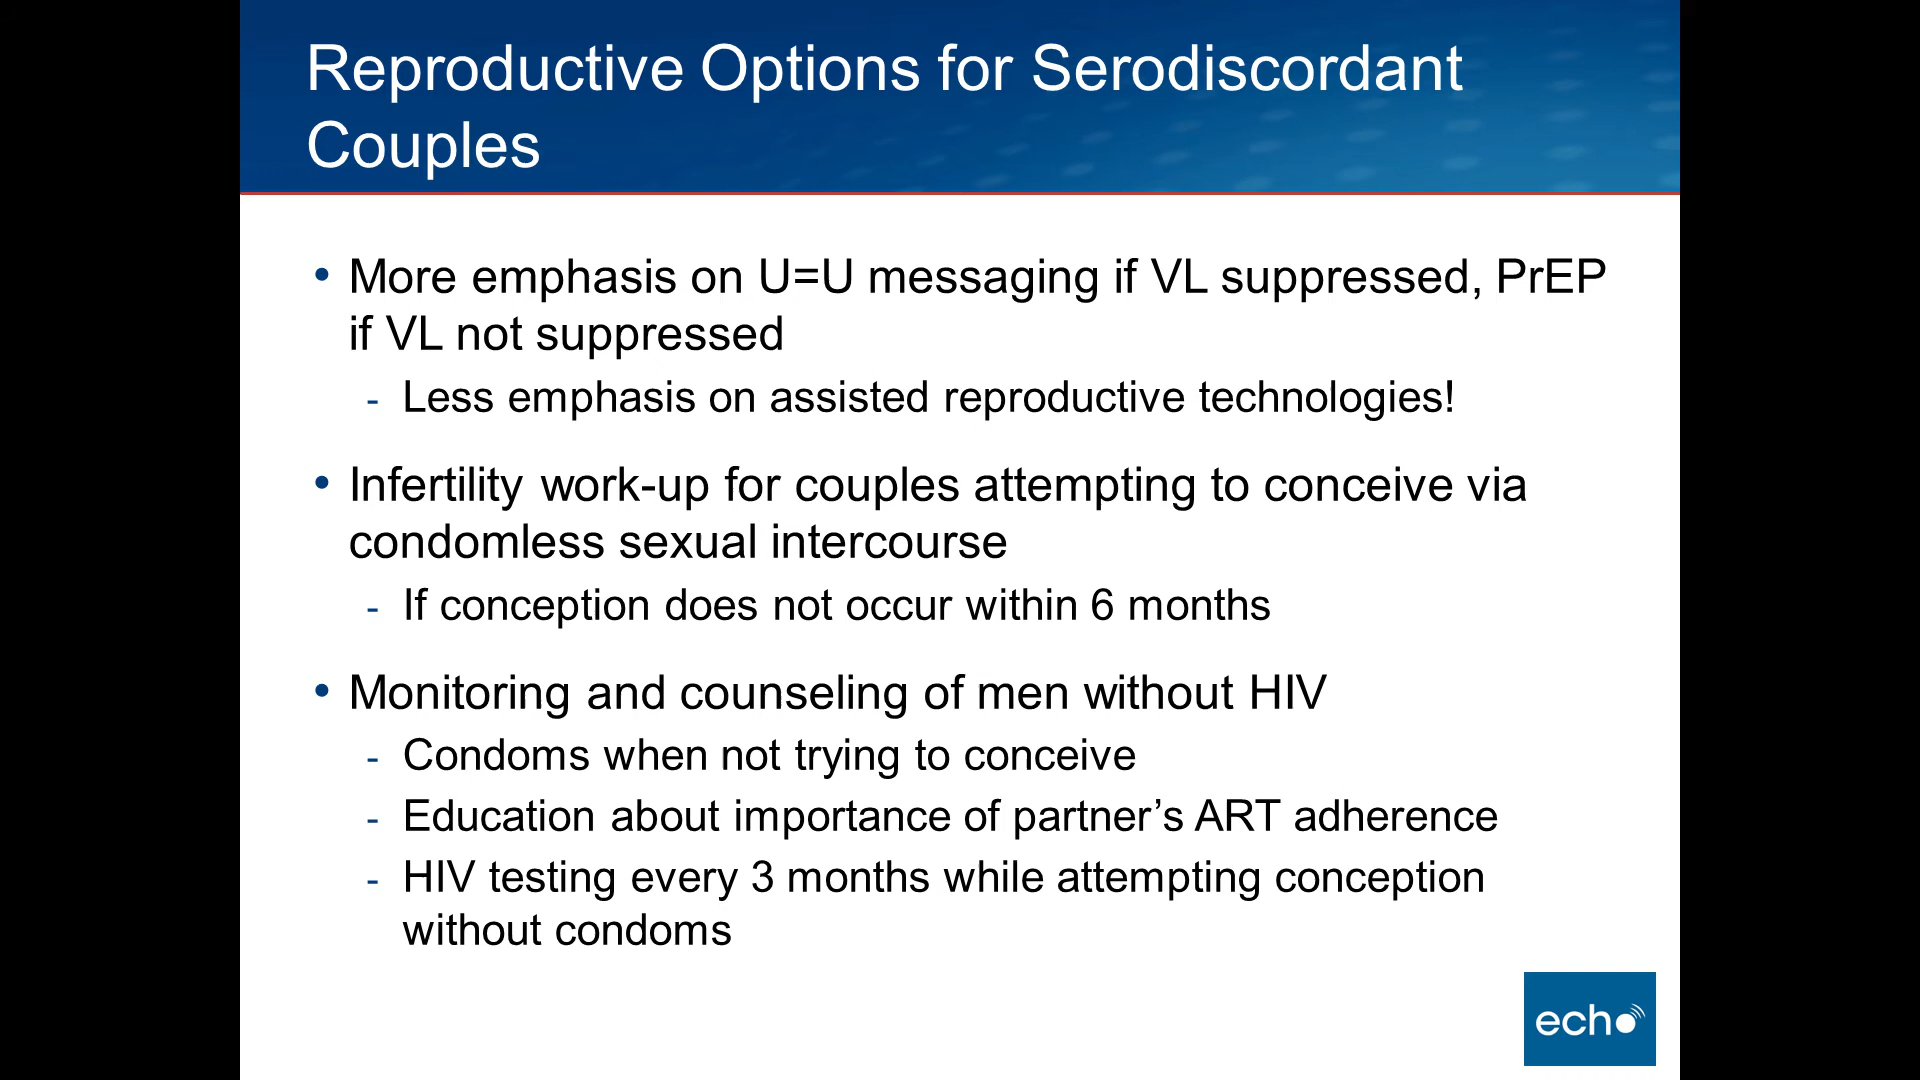 Reproductive Options for Serodiscordant
Couples
• More emphasis on U=U messaging if VL suppressed, PrEP
if VL not suppressed
- Less emphasis on assisted reproductive technologies!
• Infertility work-up for couples attempting to conceive via
condomless sexual intercourse
- If conception does not occur within 6 months
• Monitoring and counseling of men without HIV
- Condoms when not trying to conceive
- Education about importance of partner’s ART adherence
- HIV testing every 3 months while attempting conception
without condoms
echo